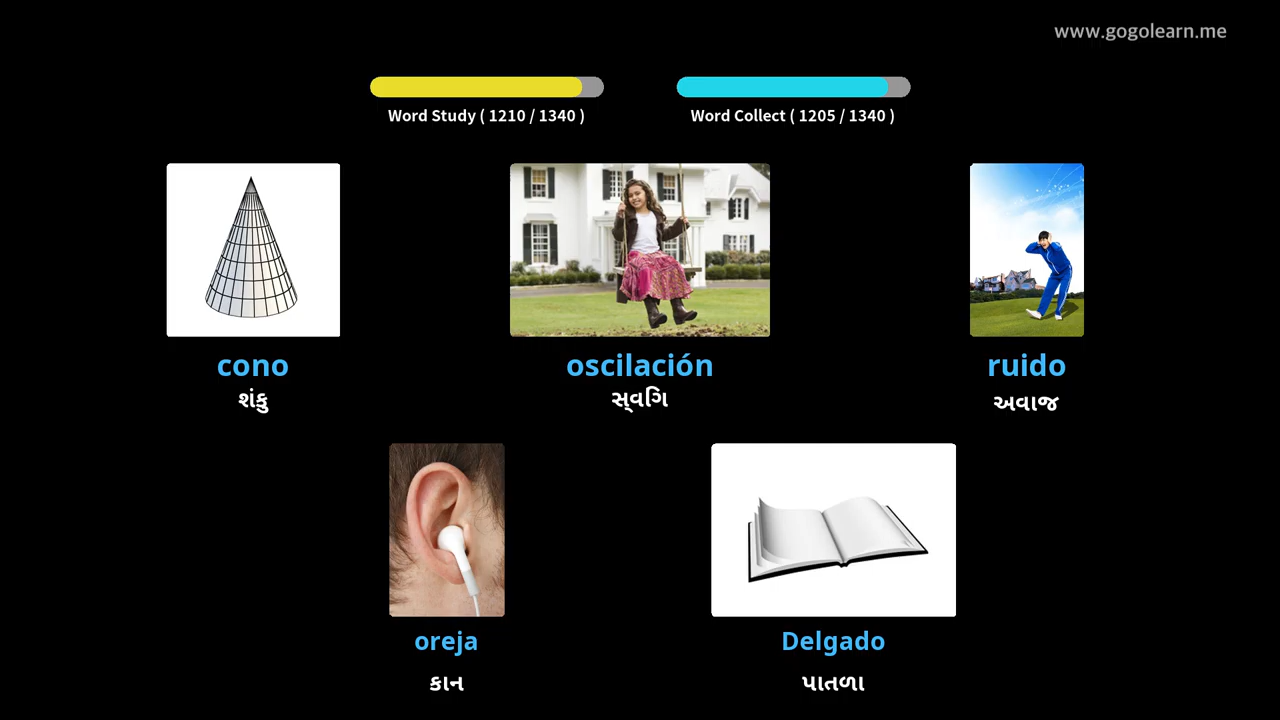 www.gogolearn.me
Word Study ( 1210 / 1340 )
Word Collect ( 1205 / 1340 )
cono
શંકુ
oscilación
સ્વગિ
ruido
અવાજ
oreja
કાન
Delgado
પાતળા